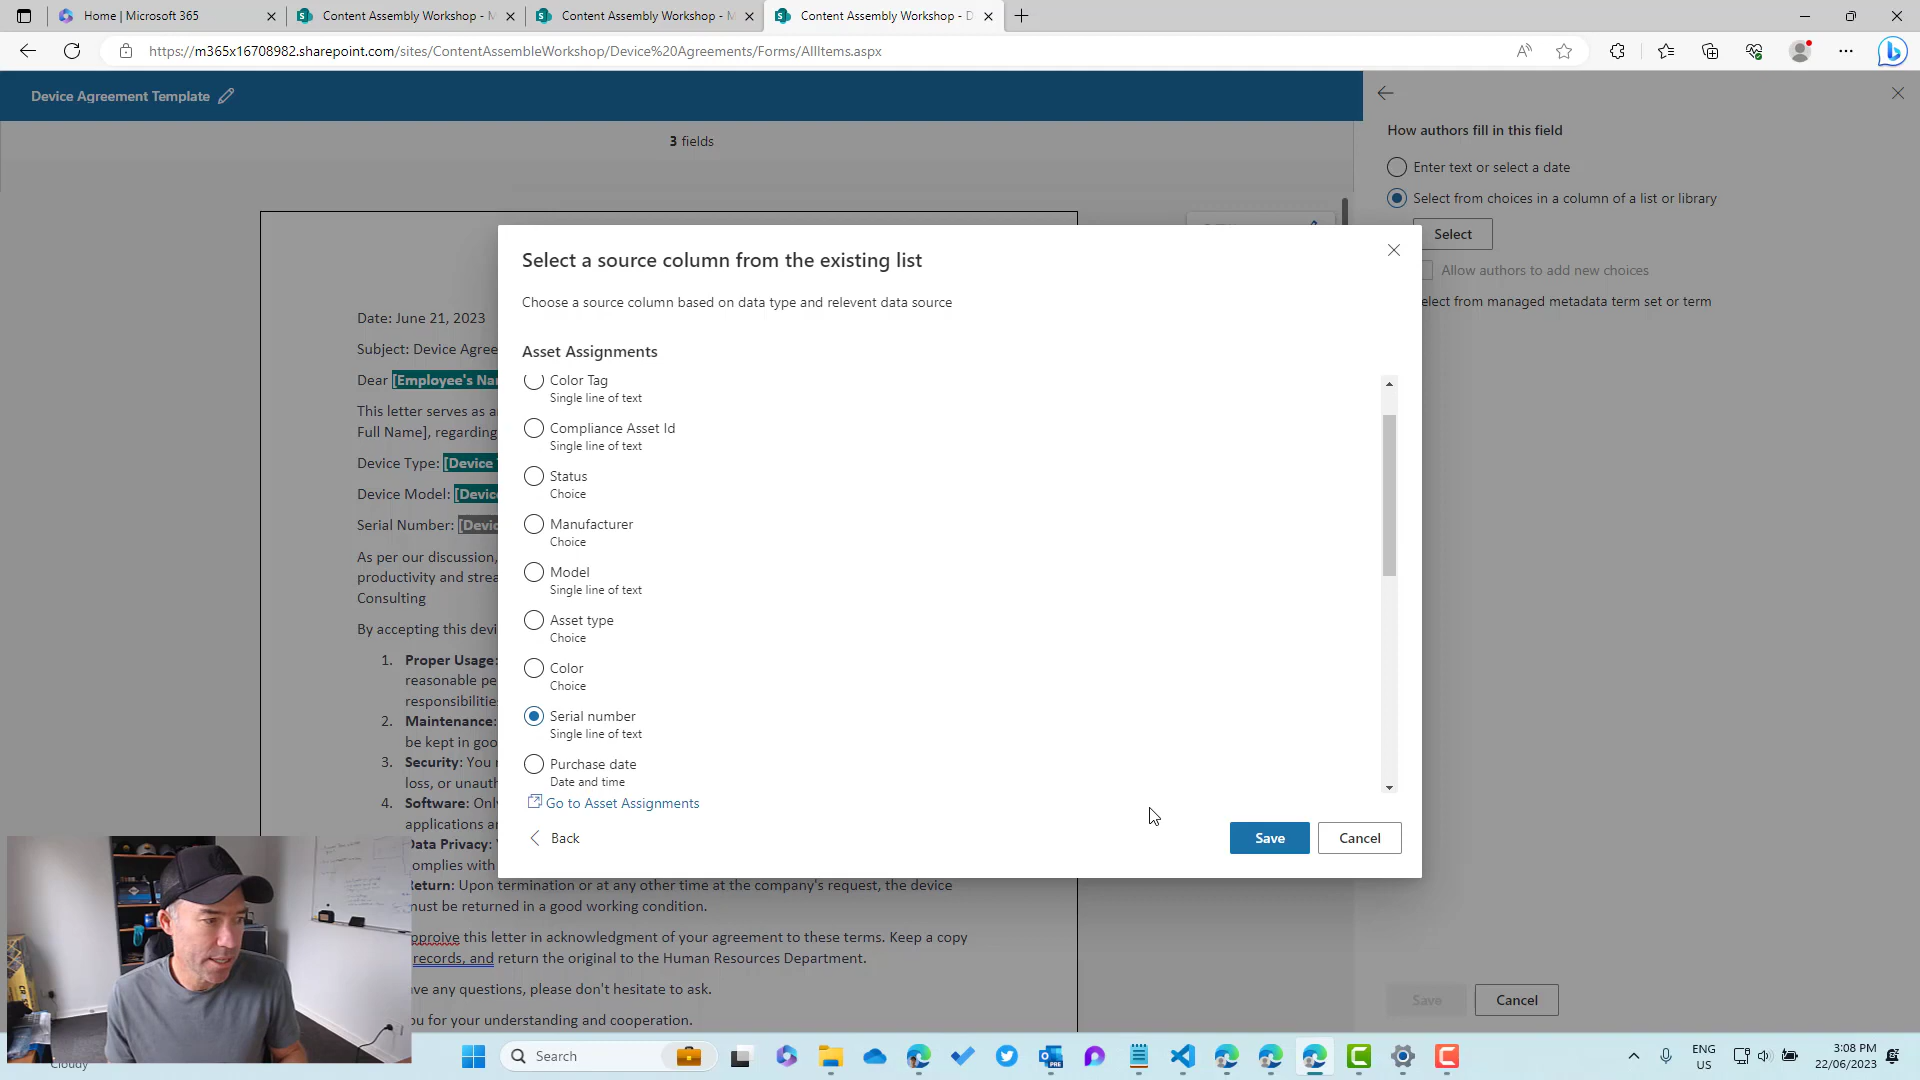 Home | Microsoft 365
Content Assembly Workshop - M
Content Assembly Workshop - M
Content Assembly Workshop - D
https://m365x16708982.sharepoint.com/sites/ContentAssembleWorkshop/Device%20Agreements/Forms/AllItems.aspx
Device Agreement Template
3 fields
How authors fill in this field
Enter text or select a date
Select from choices in a column of a list or library
Select
Allow authors to add new choices
elect from managed metadata term set or term
Save
Cancel
Select a source column from the existing list
Choose a source column based on data type and relevent data source
Asset Assignments
Color Tag
Single line of text
Compliance Asset Id
Single line of text
Status
Choice
Manufacturer
Choice
Model
Single line of text
Asset type
Choice
Color
Choice
Serial number
Single line of text
Purchase date
Date and time
Go to Asset Assignments
Back
Save
Cancel
Date: June 21, 2023
Subject: Device Agree
Dear [Employee's Na
This letter serves as a
Full Name], regarding
Device Type: [Device
Device Model: [Device
Serial Number: [Devic
As per our discussion,
productivity and strea
Consulting
By accepting this devi
1. Proper Usage:
reasonable pe
responsibilitie
2. Maintenance:
be kept in goo
3. Security: You
loss, or unauth
4. Software: Only
applications a
Data Privacy: Y
omplies with
Return: Upon termination or at any other time at the company's request, the device
must be returned in a good working condition.
pproive this letter in acknowledgment of your agreement to these terms. Keep a copy
records, and return the original to the Human Resources Department.
ve any questions, please don't hesitate to ask.
u for your understanding and cooperation.
Cloudy
Search
ENG
US
3:08 PM
22/06/2023